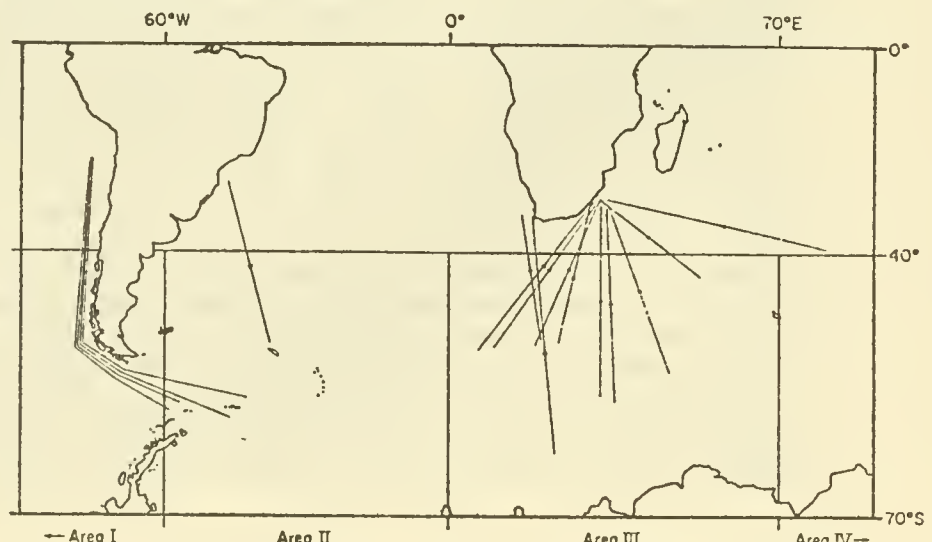 60°W 0° 70°E
0°
40°
70°S
←Area I Area II Area III Area IV→